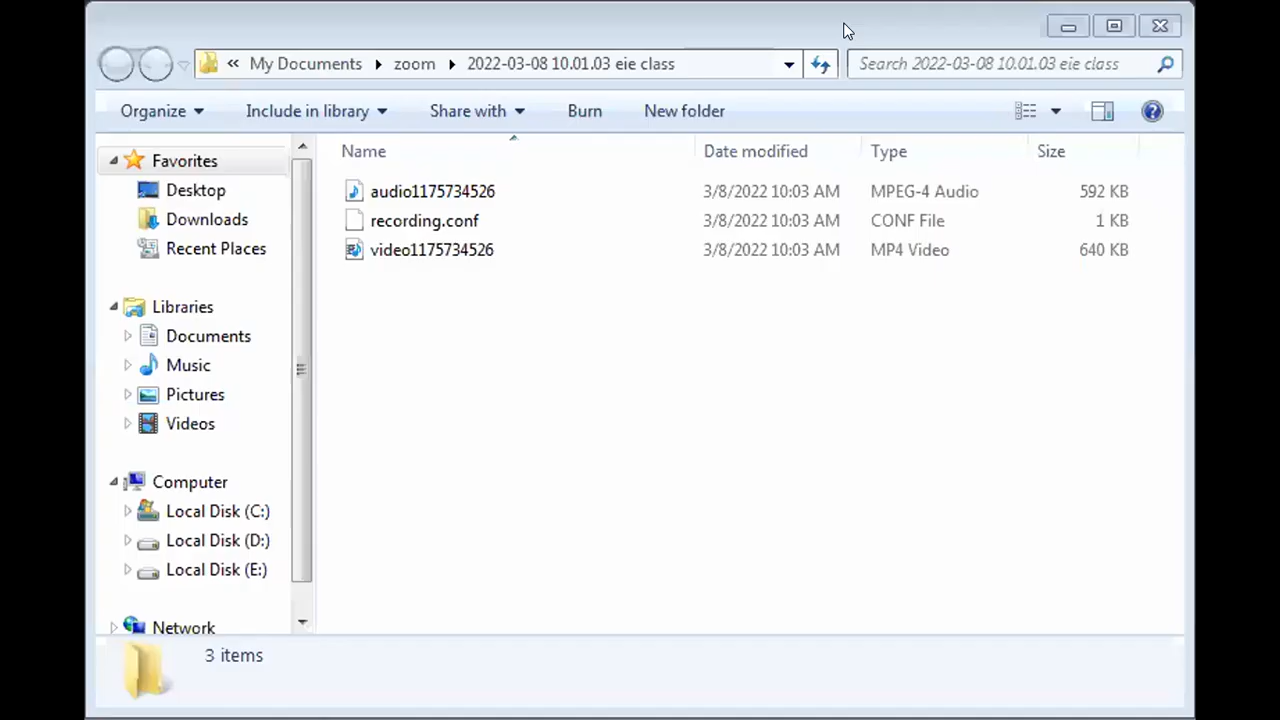 « My Documents zoom 2022-03-08 10.01.03 eie class Search 2022-03-08 10.01.03 eie class
Organize Include in library Share with Burn New folder
Name Date modified Type Size
Favorites
Desktop
Downloads
Recent Places
Libraries
Documents
Music
Pictures
Videos
Computer
Local Disk (C:)
Local Disk (D:)
Local Disk (E:)
Network
audio1175734526 3/8/2022 10:03 AM MPEG-4 Audio 592 KB
recording.conf 3/8/2022 10:03 AM CONF File 1 KB
video1175734526 3/8/2022 10:03 AM MP4 Video 640 KB
3 items